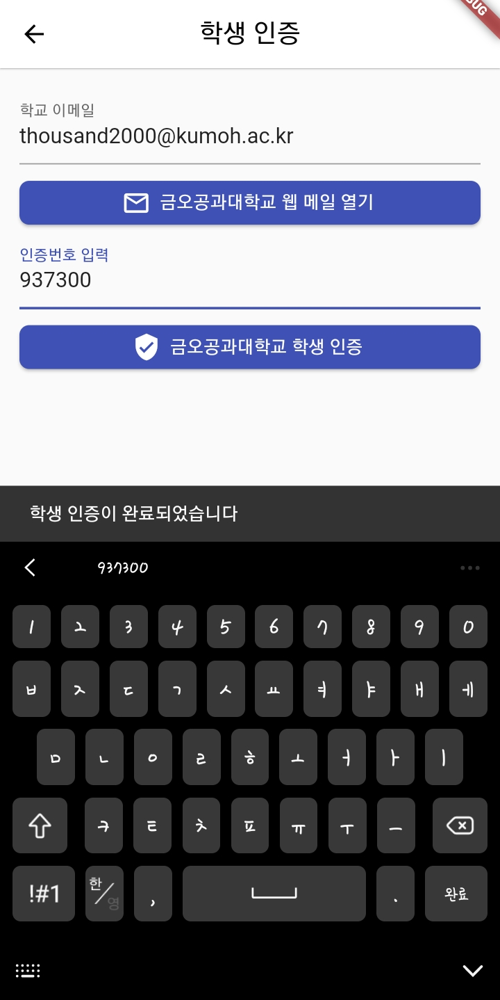 학생 인증
BUG
학교 이메일
thousand2000@kumoh.ac.kr
금오공과대학교 웹 메일 열기
인증번호 입력
937300
금오공과대학교 학생 인증
학생 인증이 완료되었습니다
937300
1 2 3 4 5 6 7 8 9 0
ㅂ ㅈ ㄷ ㄱ ㅅ ㅛ ㅕ ㅑ ㅐ ㅔ
ㅁ ㄴ ㅇ ㄹ ㅎ ㅗ ㅓ ㅏ ㅣ
ㅋ ㅌ ㅊ ㅍ ㅠ ㅜ ㅡ
!#1 한/영 , . 완료